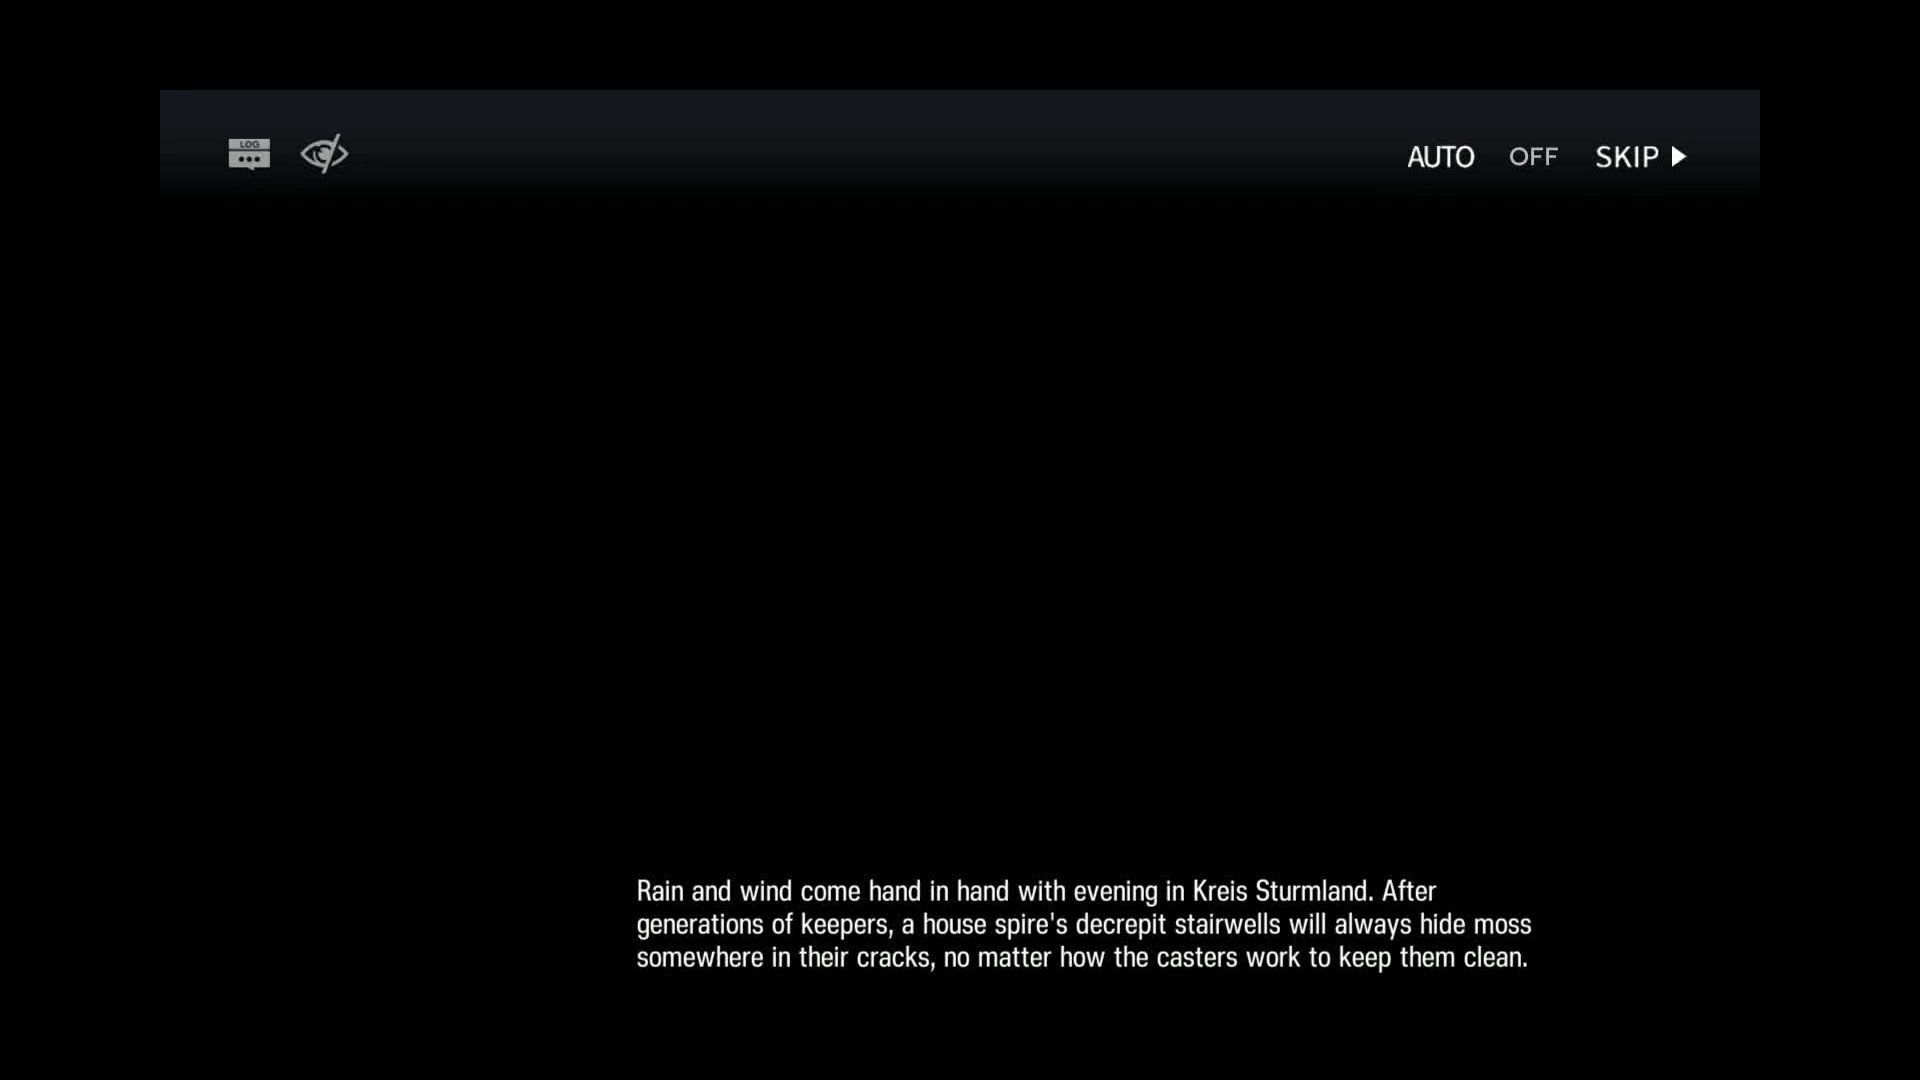 LOG
AUTO OFF SKIP
Rain and wind come hand in hand with evening in Kreis Sturmland. After
generations of keepers, a house spire's decrepit stairwells will always hide moss
somewhere in their cracks, no matter how the casters work to keep them clean.